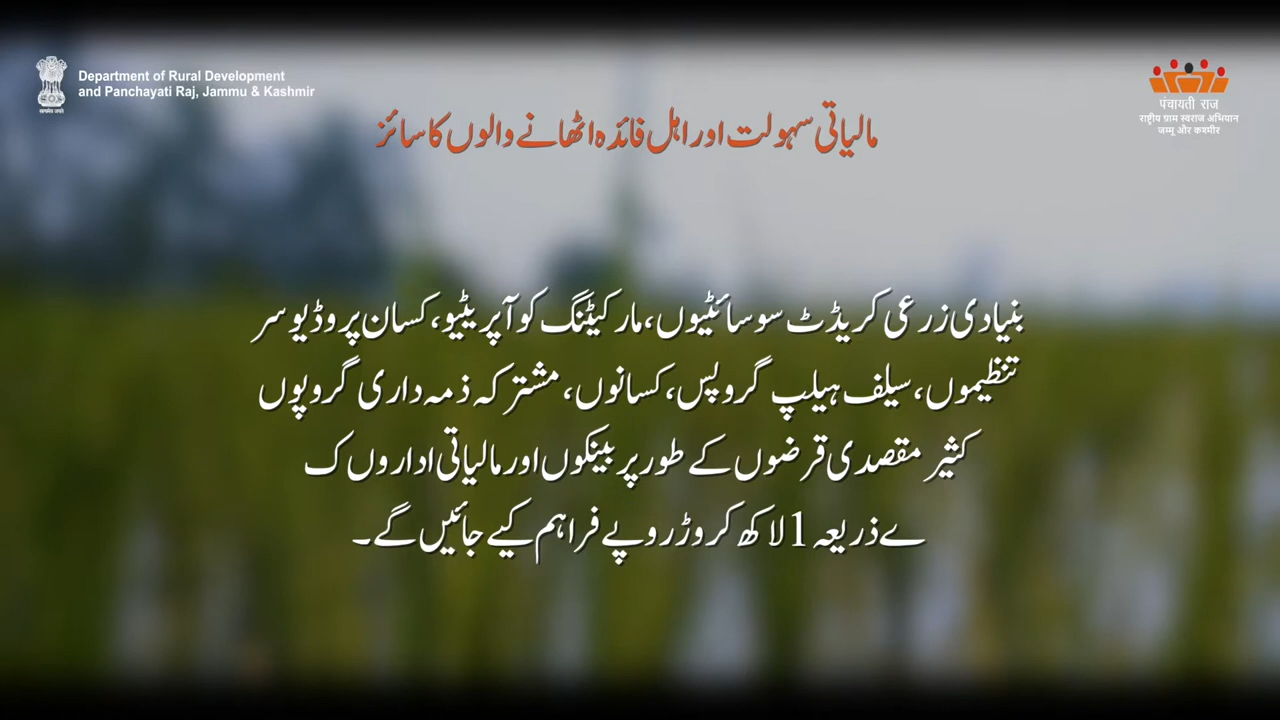 Department of Rural Development
and Panchayati Raj, Jammu & Kashmir
सत्यमेव जयते
पंचायती राज
राष्ट्रीय ग्राम स्वराज अभियान
जम्मू और कश्मीर
مالیاتی سہولت اور اہل فائدہ اٹھانے والوں کا سائز
بنیادی زرعی کریڈٹ سوسائٹیوں، مارکیٹنگ کوآپریٹیو، کسان پروڈیوسر
تنظیموں، سیلف ہیلپ گروپس، کسانوں، مشترکہ ذمہ داری گروپوں
کثیر مقصدی قرضوں کے طور پر بینکوں اور مالیاتی اداروں ک
ے ذریعہ 1 لاکھ کروڑ روپے فراہم کیے جائیں گے۔